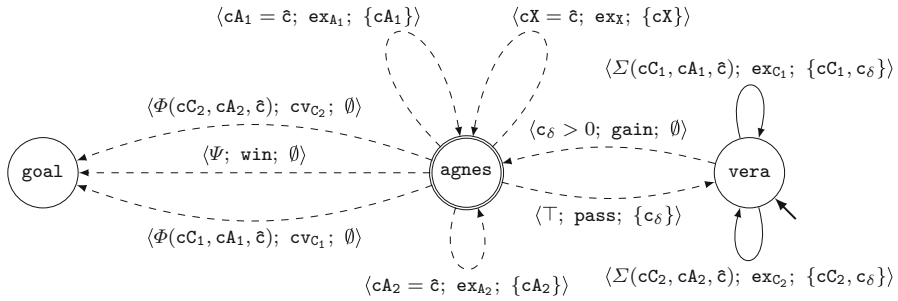 ⟨cA₁ = ĉ; ex_A₁; {cA₁}⟩
⟨cX = ĉ; ex_X; {cX}⟩
⟨Σ(cC₁, cA₁, ĉ); ex_C₁; {cC₁, c_δ}⟩
⟨Φ(cC₂, cA₂, ĉ); cv_C₂; ∅⟩
⟨c_δ > 0; gain; ∅⟩
⟨Ψ; win; ∅⟩
goal
agnes
vera
⟨⊤; pass; {c_δ}⟩
⟨Φ(cC₁, cA₁, ĉ); cv_C₁; ∅⟩
⟨cA₂ = ĉ; ex_A₂; {cA₂}⟩
⟨Σ(cC₂, cA₂, ĉ); ex_C₂; {cC₂, c_δ}⟩